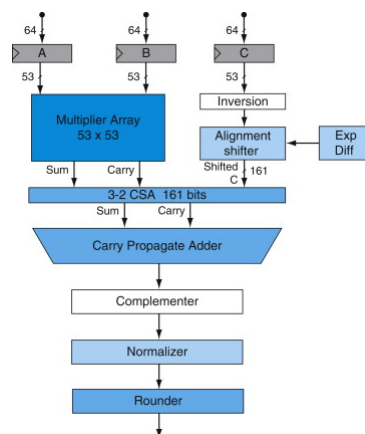 64 64 64
A B C
53 53 53
Inversion
Multiplier Array
53 x 53
Alignment
shifter
Exp
Diff
Sum Carry Shifted
C
161
3-2 CSA 161 bits
Sum Carry
Carry Propagate Adder
Complementer
Normalizer
Rounder